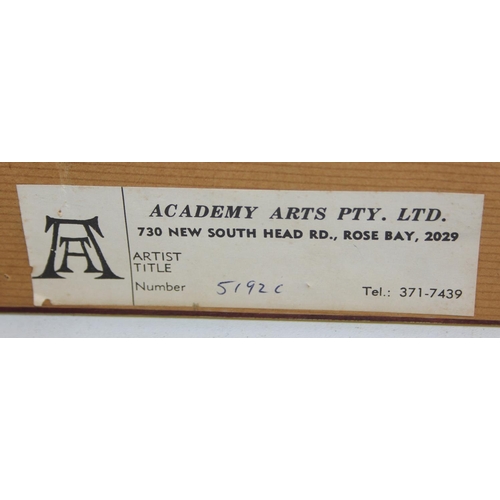 AA
ACADEMY ARTS PTY. LTD.
730 NEW SOUTH HEAD RD., ROSE BAY, 2029
ARTIST
TITLE
Number 5192c Tel.: 371-7439